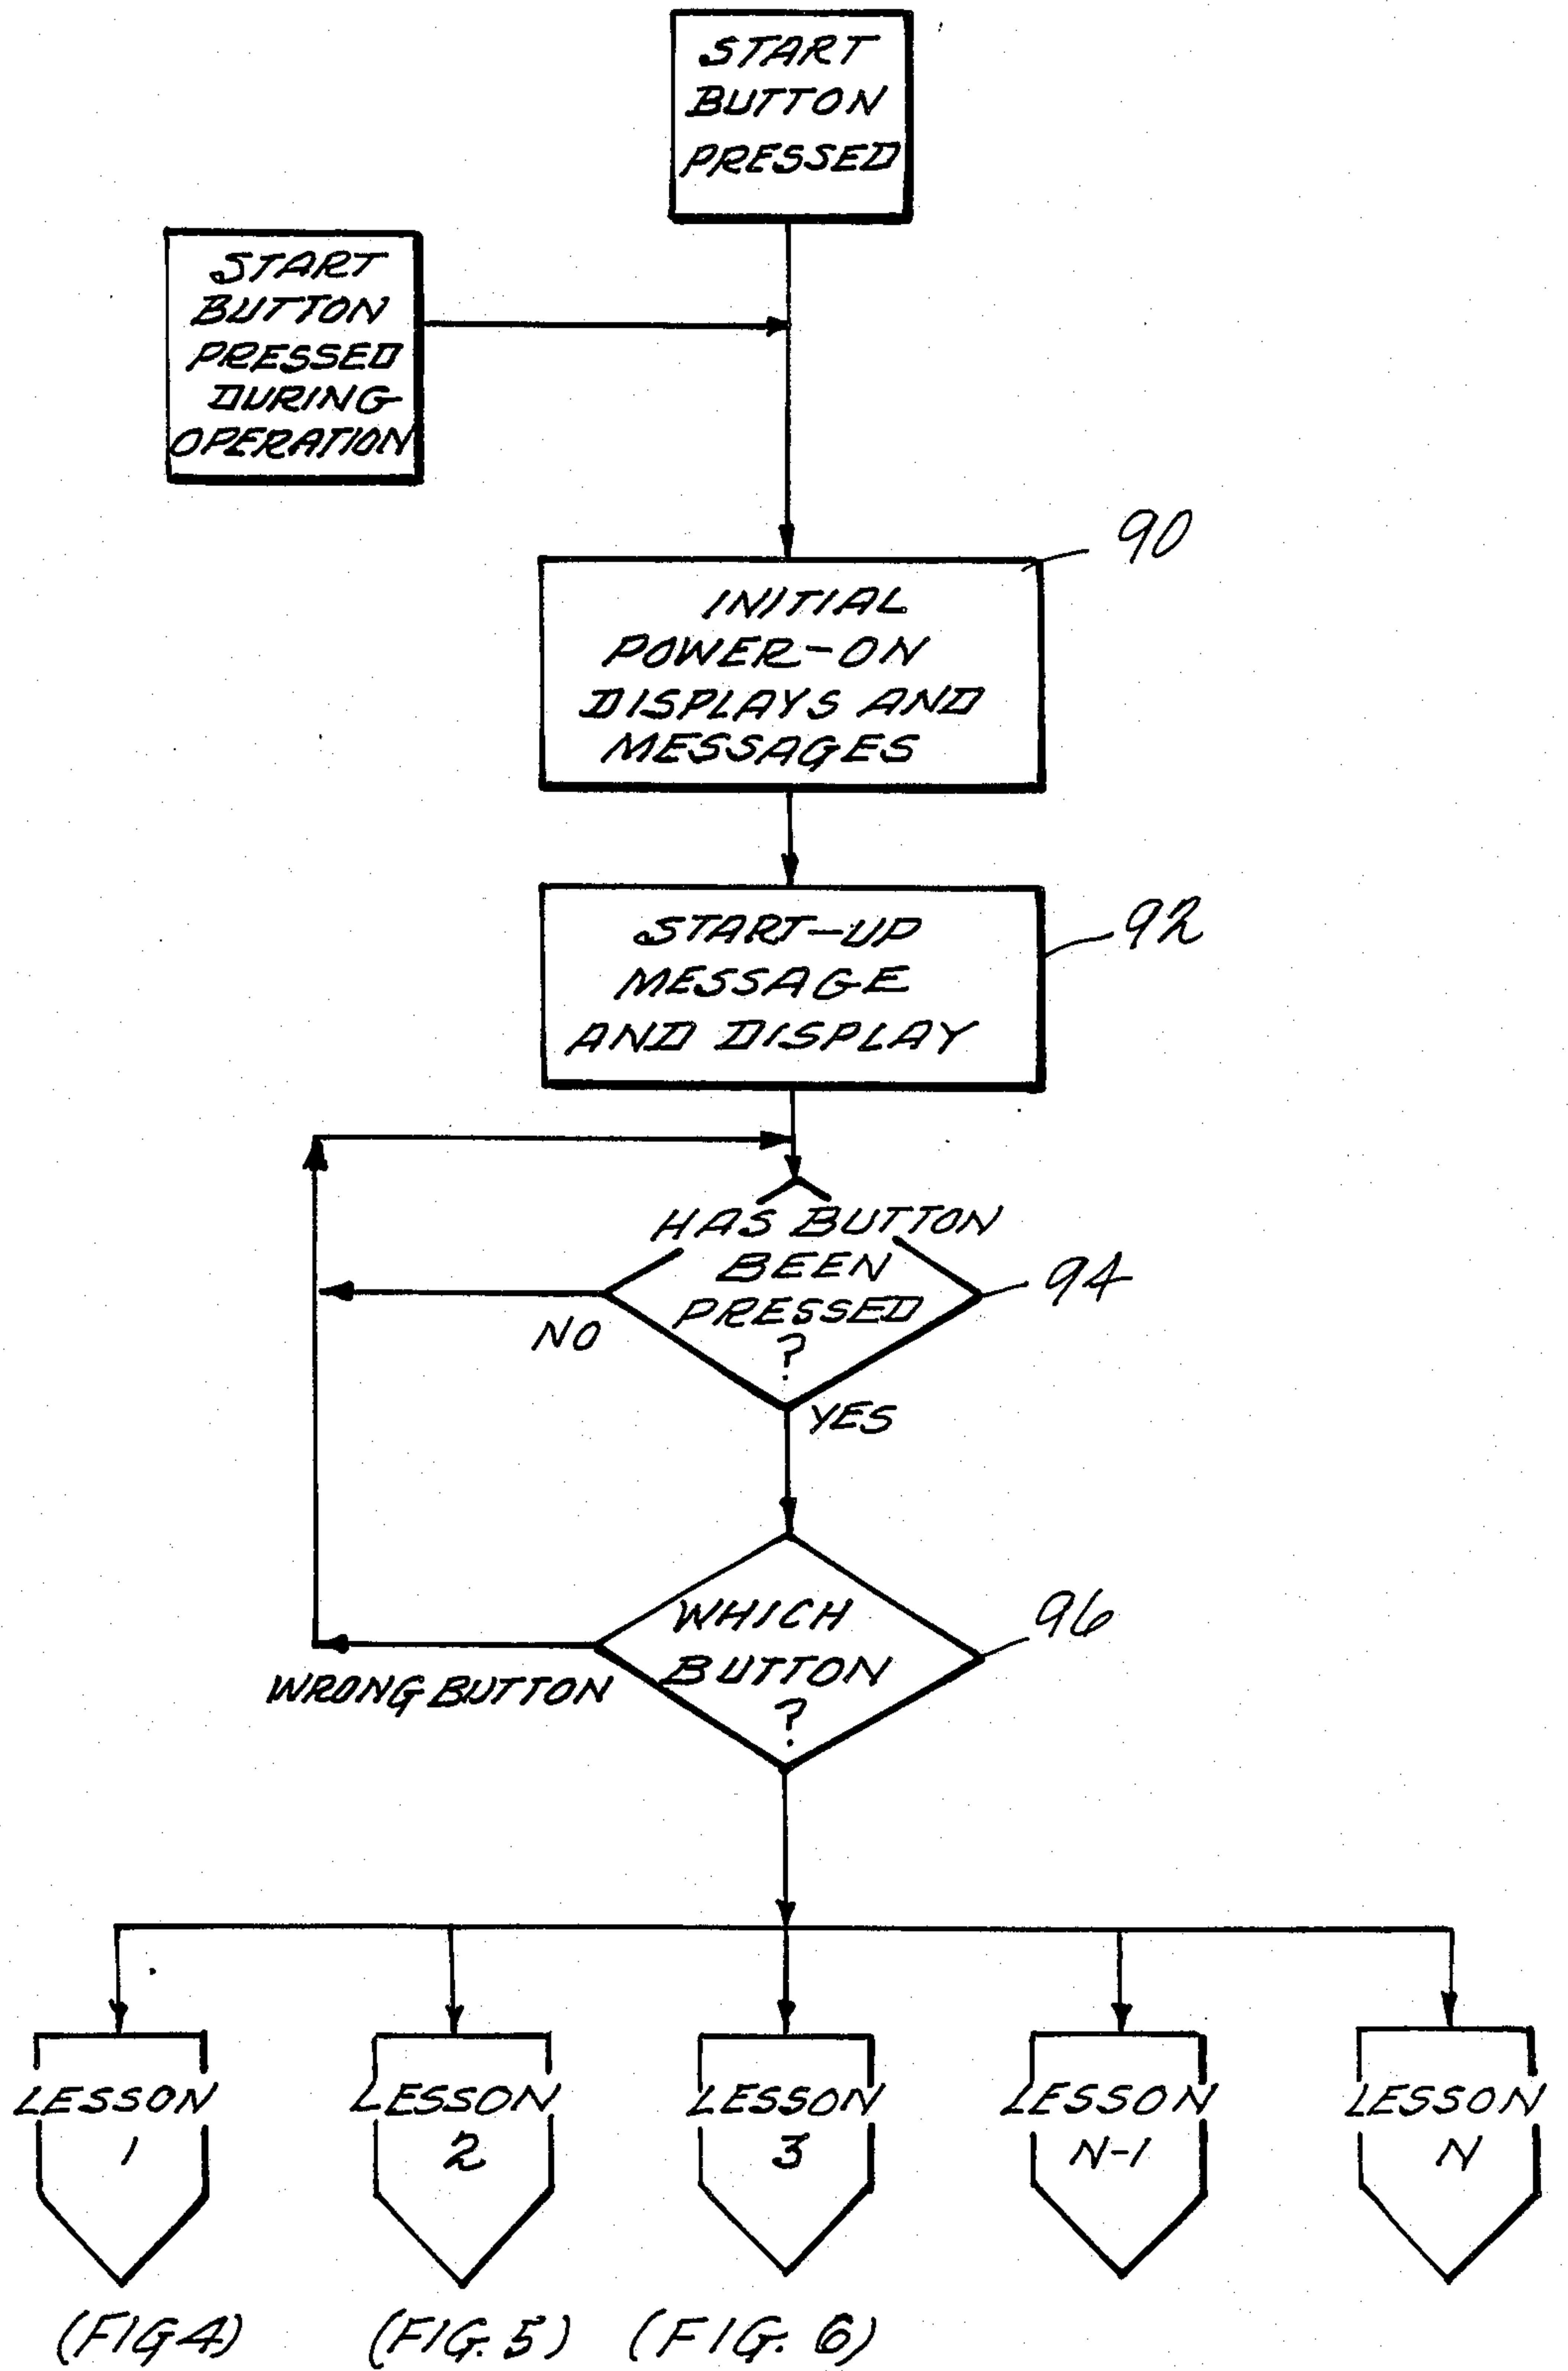 START
BUTTON
PRESSED
START
BUTTON
PRESSED
DURING
OPERATION
90
INITIAL
POWER-ON
DISPLAYS AND
MESSAGES
92
START-UP
MESSAGE
AND DISPLAY
HAS BUTTON
BEEN
PRESSED
?
94
NO
YES
96
WHICH
BUTTON
?
WRONG BUTTON
LESSON
1
LESSON
2
LESSON
3
LESSON
N-1
LESSON
N
(FIG4)
(FIG. 5)
(FIG. 6)